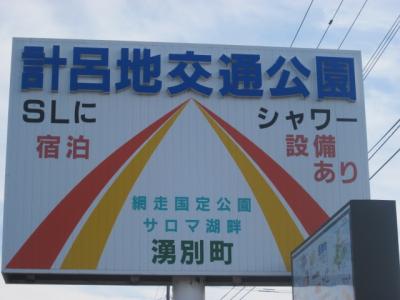 計呂地交通公園
SLに
宿泊
シャワー
設備
あり
網走国定公園
サロマ湖畔
湧別町